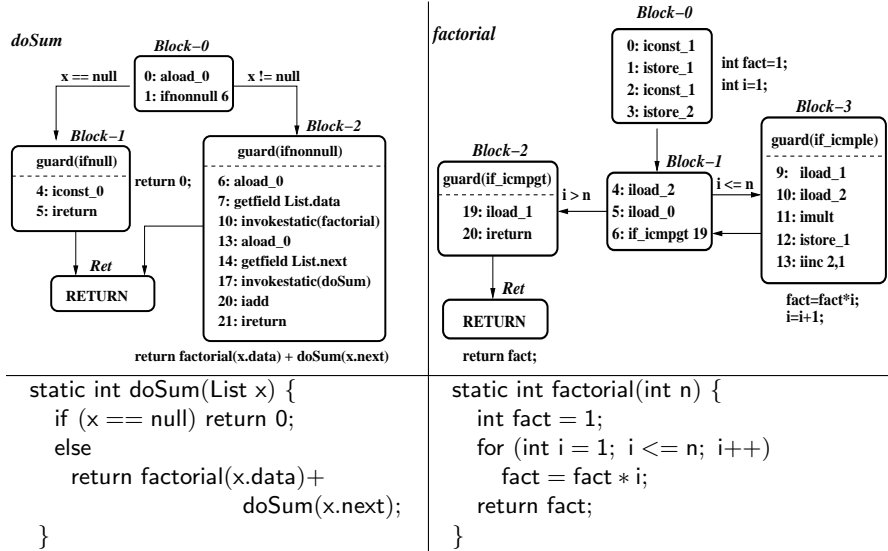 doSum
Block-0
0: aload_0
1: ifnonnull 6
x == null
x != null
Block-1
guard(ifnull)
4: iconst_0
5: ireturn
return 0;
Block-2
guard(ifnonnull)
6: aload_0
7: getfield List.data
10: invokestatic(factorial)
13: aload_0
14: getfield List.next
17: invokestatic(doSum)
20: iadd
21: ireturn
Ret
RETURN
return factorial(x.data) + doSum(x.next)
factorial
Block-0
0: iconst_1
1: istore_1
2: iconst_1
3: istore_2
int fact=1;
int i=1;
Block-3
guard(if_icmple)
9: iload_1
10: iload_2
11: imult
12: istore_1
13: iinc 2,1
fact=fact*i;
i=i+1;
Block-1
4: iload_2
5: iload_0
6: if_icmpgt 19
i > n
i <= n
Block-2
guard(if_icmpgt)
19: iload_1
20: ireturn
Ret
RETURN
return fact;
static int doSum(List x) {
if (x == null) return 0;
else
return factorial(x.data)+
doSum(x.next);
}
static int factorial(int n) {
int fact = 1;
for (int i = 1; i <= n; i++)
fact = fact * i;
return fact;
}